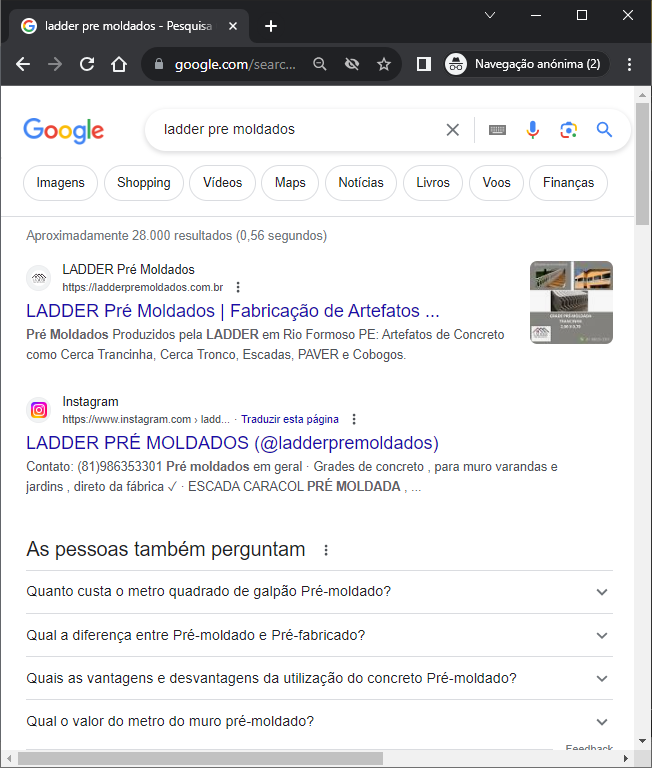 ladder pre moldados - Pesquisa
google.com/searc...
Navegação anônima (2)
Google
ladder pre moldados
Imagens
Shopping
Vídeos
Maps
Notícias
Livros
Voos
Finanças
Aproximadamente 28.000 resultados (0,56 segundos)
LADDER Pré Moldados
https://ladderpremoldados.com.br
LADDER Pré Moldados | Fabricação de Artefatos ...
Pré Moldados Produzidos pela LADDER em Rio Formoso PE: Artefatos de Concreto
como Cerca Trancinha, Cerca Tronco, Escadas, PAVER e Cobogos.
Instagram
https://www.instagram.com › ladd... · Traduzir esta página
LADDER PRÉ MOLDADOS (@ladderpremoldados)
Contato: (81)986353301 Pré moldados em geral · Grades de concreto , para muro varandas e
jardins , direto da fábrica ✓ · ESCADA CARACOL PRÉ MOLDADA , ...
As pessoas também perguntam
Quanto custa o metro quadrado de galpão Pré-moldado?
Qual a diferença entre Pré-moldado e Pré-fabricado?
Quais as vantagens e desvantagens da utilização do concreto Pré-moldado?
Qual o valor do metro do muro pré-moldado?
Feedback